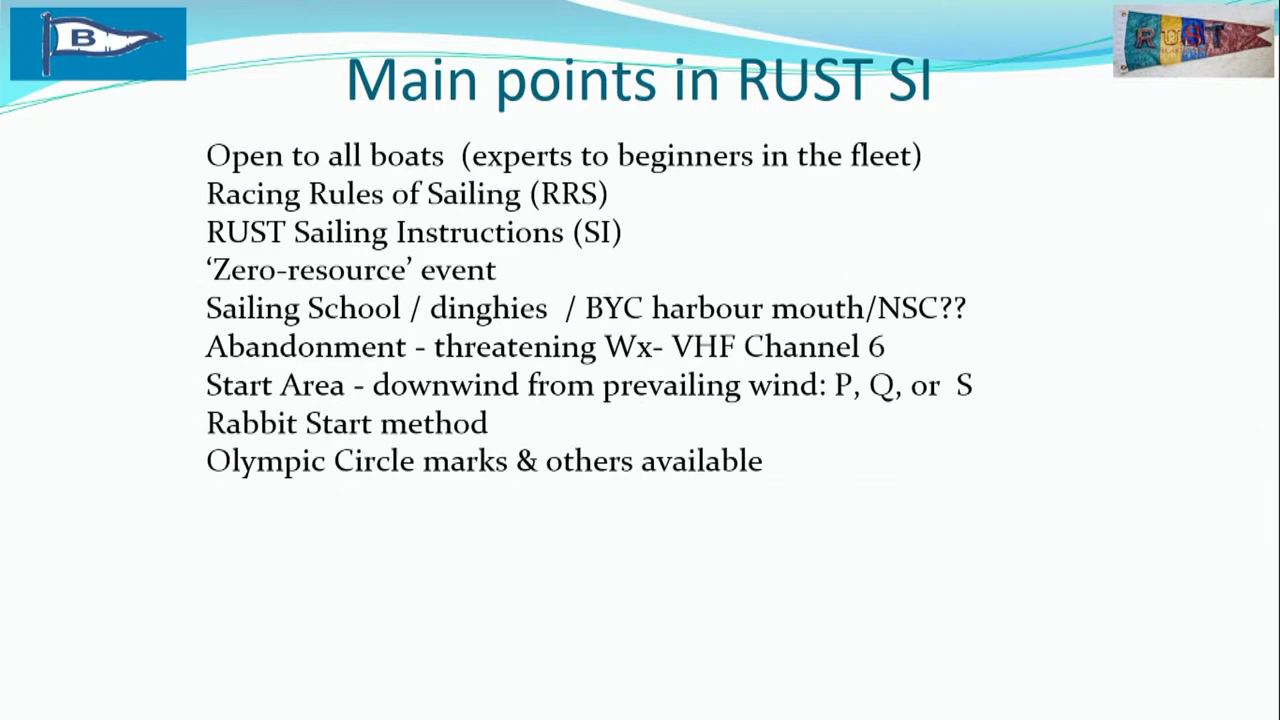 B
RUST
Main points in RUST SI
Open to all boats  (experts to beginners in the fleet)
Racing Rules of Sailing (RRS)
RUST Sailing Instructions (SI)
‘Zero-resource’ event
Sailing School / dinghies  / BYC harbour mouth/NSC??
Abandonment - threatening Wx- VHF Channel 6
Start Area - downwind from prevailing wind: P, Q, or  S
Rabbit Start method
Olympic Circle marks & others available